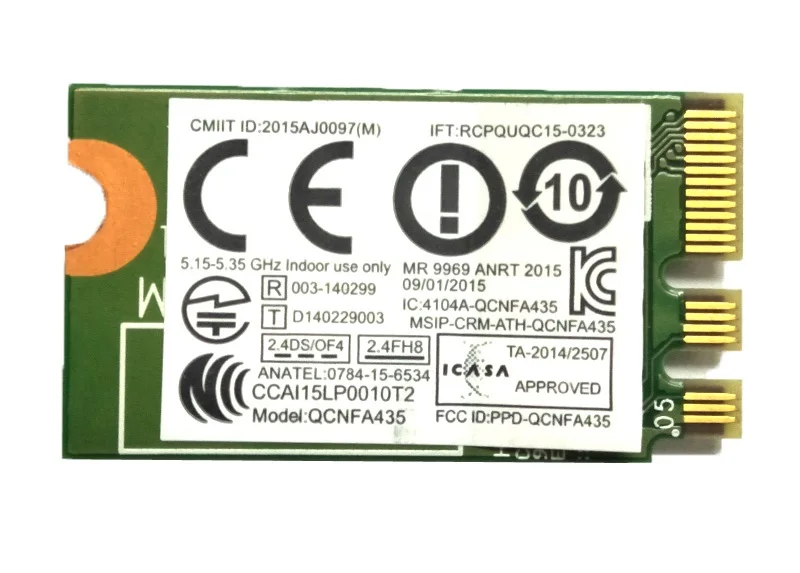 CMIIT ID:2015AJ0097(M)
IFT:RCPQUQC15-0323
CE
10
5.15-5.35 GHz Indoor use only
MR 9969 ANRT 2015
09/01/2015
R 003-140299
IC:4104A-QCNFA435
T D140229003
MSIP-CRM-ATH-QCNFA435
2.4DS/OF4
2.4FH8
ICASA
TA-2014/2507
APPROVED
ANATEL:0784-15-6534
CCAI15LP0010T2
Model:QCNFA435
FCC ID:PPD-QCNFA435
M
.05